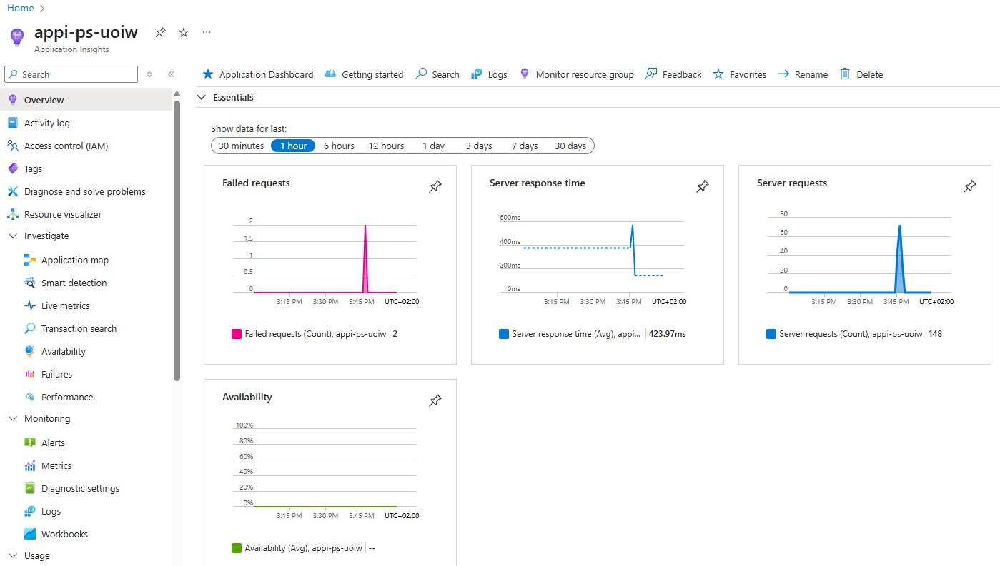 Home
appi-ps-uoiw
Application Insights
Search
Application Dashboard Getting started Search Logs Monitor resource group Feedback Favorites Rename Delete
Overview
Activity log
Access control (IAM)
Tags
Diagnose and solve problems
Resource visualizer
Investigate
Application map
Smart detection
Live metrics
Transaction search
Availability
Failures
Performance
Monitoring
Alerts
Metrics
Diagnostic settings
Logs
Workbooks
Usage
Essentials
Show data for last:
30 minutes 1 hour 6 hours 12 hours 1 day 3 days 7 days 30 days
Failed requests
2
1.5
1
0.5
0
3:15 PM 3:30 PM 3:45 PM UTC+02:00
Failed requests (Count), appi-ps-uoiw 2
Server response time
600ms
400ms
200ms
0ms
3:15 PM 3:30 PM 3:45 PM UTC+02:00
Server response time (Avg), appi... 423.97ms
Server requests
80
60
40
20
0
3:15 PM 3:30 PM 3:45 PM UTC+02:00
Server requests (Count), appi-ps-uoiw 148
Availability
100%
80%
60%
40%
20%
0%
3:15 PM 3:30 PM 3:45 PM UTC+02:00
Availability (Avg), appi-ps-uoiw --